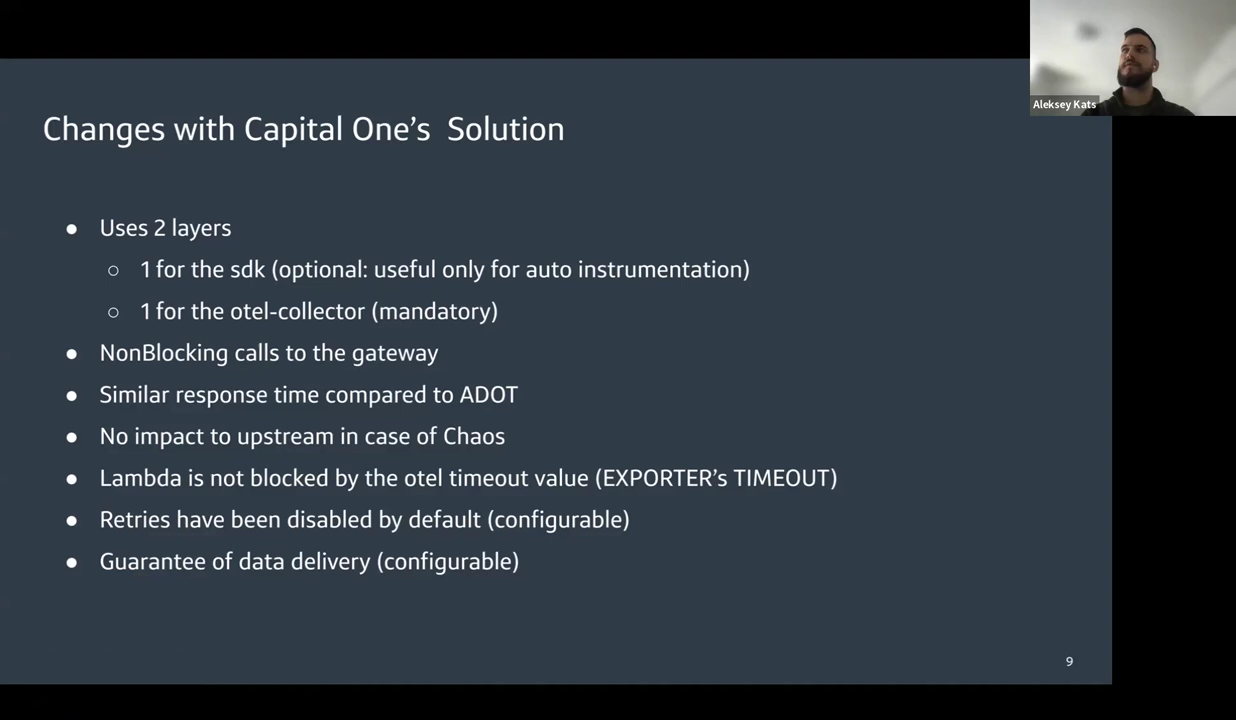 Aleksey Kats
Changes with Capital One’s  Solution
● Uses 2 layers
○ 1 for the sdk (optional: useful only for auto instrumentation)
○ 1 for the otel-collector (mandatory)
● NonBlocking calls to the gateway
● Similar response time compared to ADOT
● No impact to upstream in case of Chaos
● Lambda is not blocked by the otel timeout value (EXPORTER’s TIMEOUT)
● Retries have been disabled by default (configurable)
● Guarantee of data delivery (configurable)
9